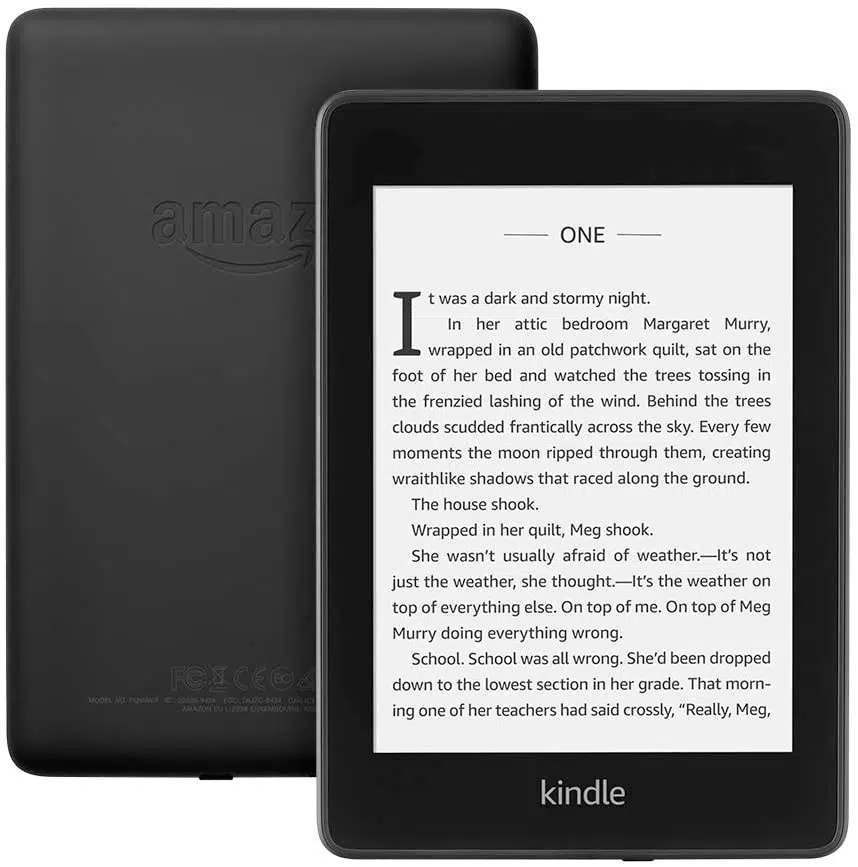 amaz
ONE
It was a dark and stormy night.
In her attic bedroom Margaret Murry,
wrapped in an old patchwork quilt, sat on the
foot of her bed and watched the trees tossing in
the frenzied lashing of the wind. Behind the trees
clouds scudded frantically across the sky. Every few
moments the moon ripped through them, creating
wraithlike shadows that raced along the ground.
The house shook.
Wrapped in her quilt, Meg shook.
She wasn’t usually afraid of weather.—It’s not
just the weather, she thought.—It’s the weather on
top of everything else. On top of me. On top of Meg
Murry doing everything wrong.
School. School was all wrong. She’d been dropped
down to the lowest section in her grade. That morn-
ing one of her teachers had said crossly, “Really, Meg,
kindle
FC CE
MODEL NO.
AMAZON EU LUXEMBOURG